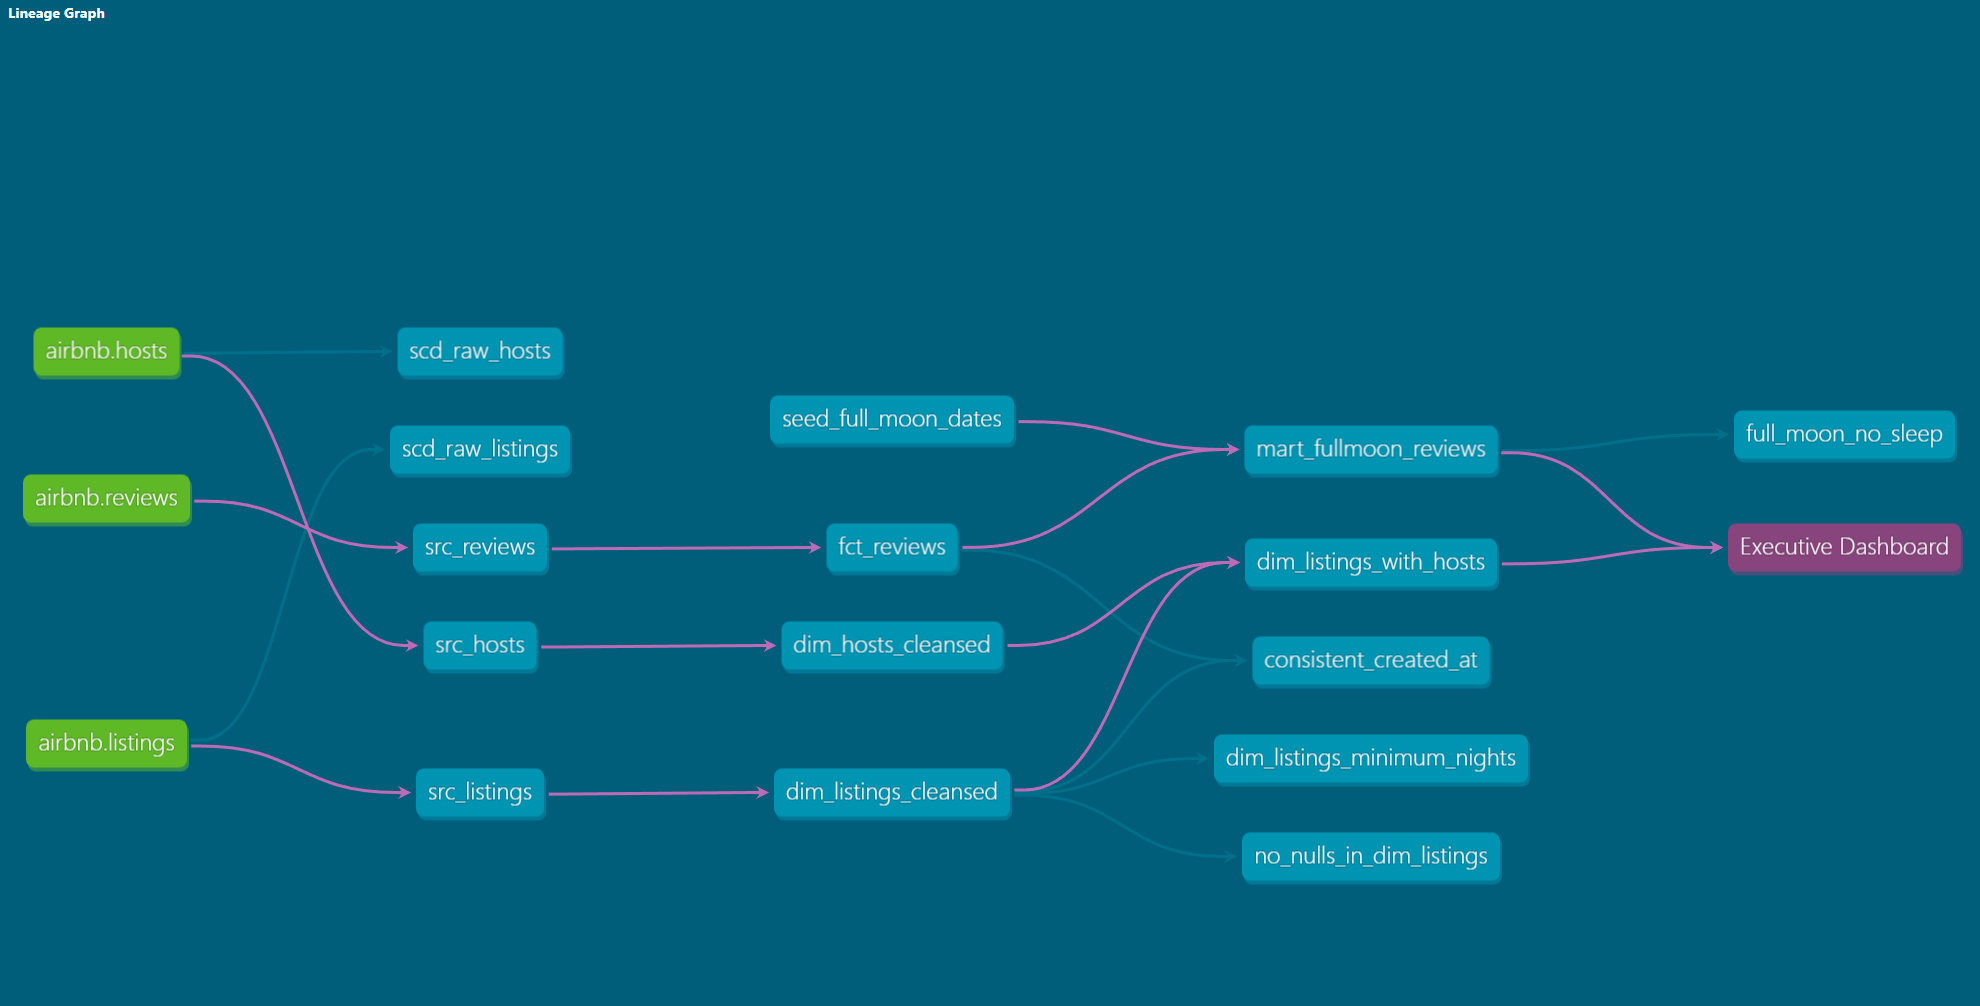 Lineage Graph
airbnb.hosts
scd_raw_hosts
seed_full_moon_dates
full_moon_no_sleep
scd_raw_listings
mart_fullmoon_reviews
airbnb.reviews
src_reviews
fct_reviews
Executive Dashboard
dim_listings_with_hosts
src_hosts
dim_hosts_cleansed
consistent_created_at
airbnb.listings
dim_listings_minimum_nights
src_listings
dim_listings_cleansed
no_nulls_in_dim_listings